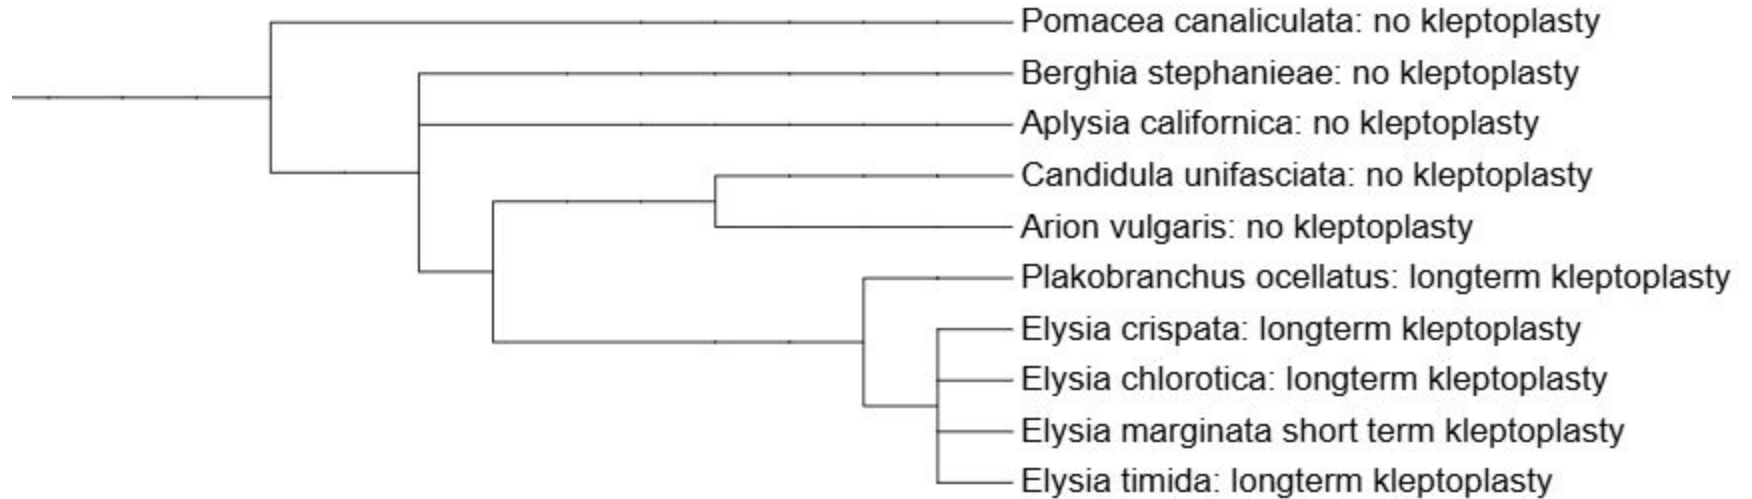 Pomacea canaliculata: no kleptoplasty
Berghia stephanieae: no kleptoplasty
Aplysia californica: no kleptoplasty
Candidula unifasciata: no kleptoplasty
Arion vulgaris: no kleptoplasty
Plakobranchus ocellatus: longterm kleptoplasty
Elysia crispata: longterm kleptoplasty
Elysia chlorotica: longterm kleptoplasty
Elysia marginata short term kleptoplasty
Elysia timida: longterm kleptoplasty